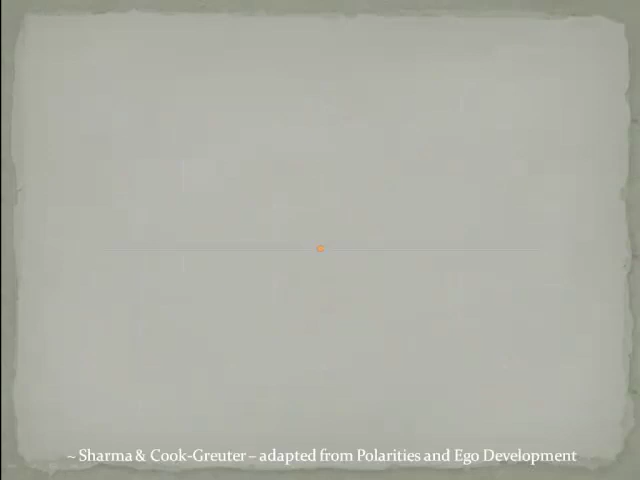 ~ Sharma & Cook-Greuter – adapted from Polarities and Ego Development